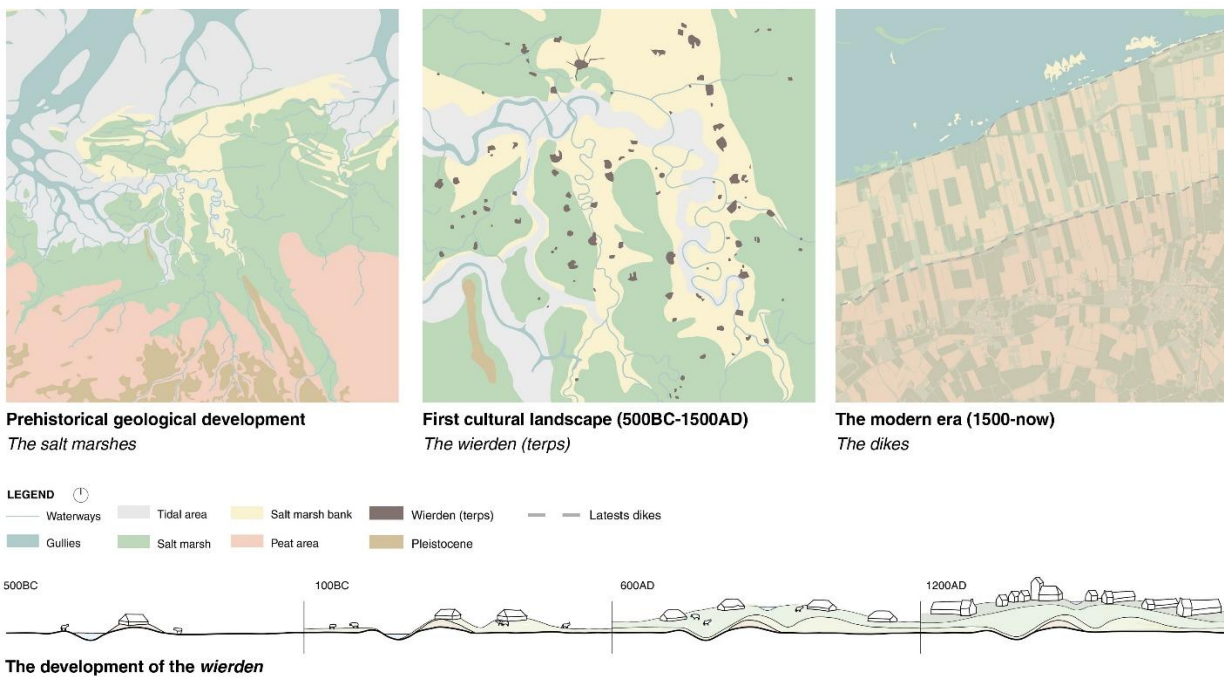 Prehistorical geological development
The salt marshes
First cultural landscape (500BC-1500AD)
The wierden (terps)
The modern era (1500-now)
The dikes
LEGEND
Waterways
Tidal area
Salt marsh bank
Wierden (terps)
Latests dikes
Gullies
Salt marsh
Peat area
Pleistocene
500BC
100BC
600AD
1200AD
The development of the wierden